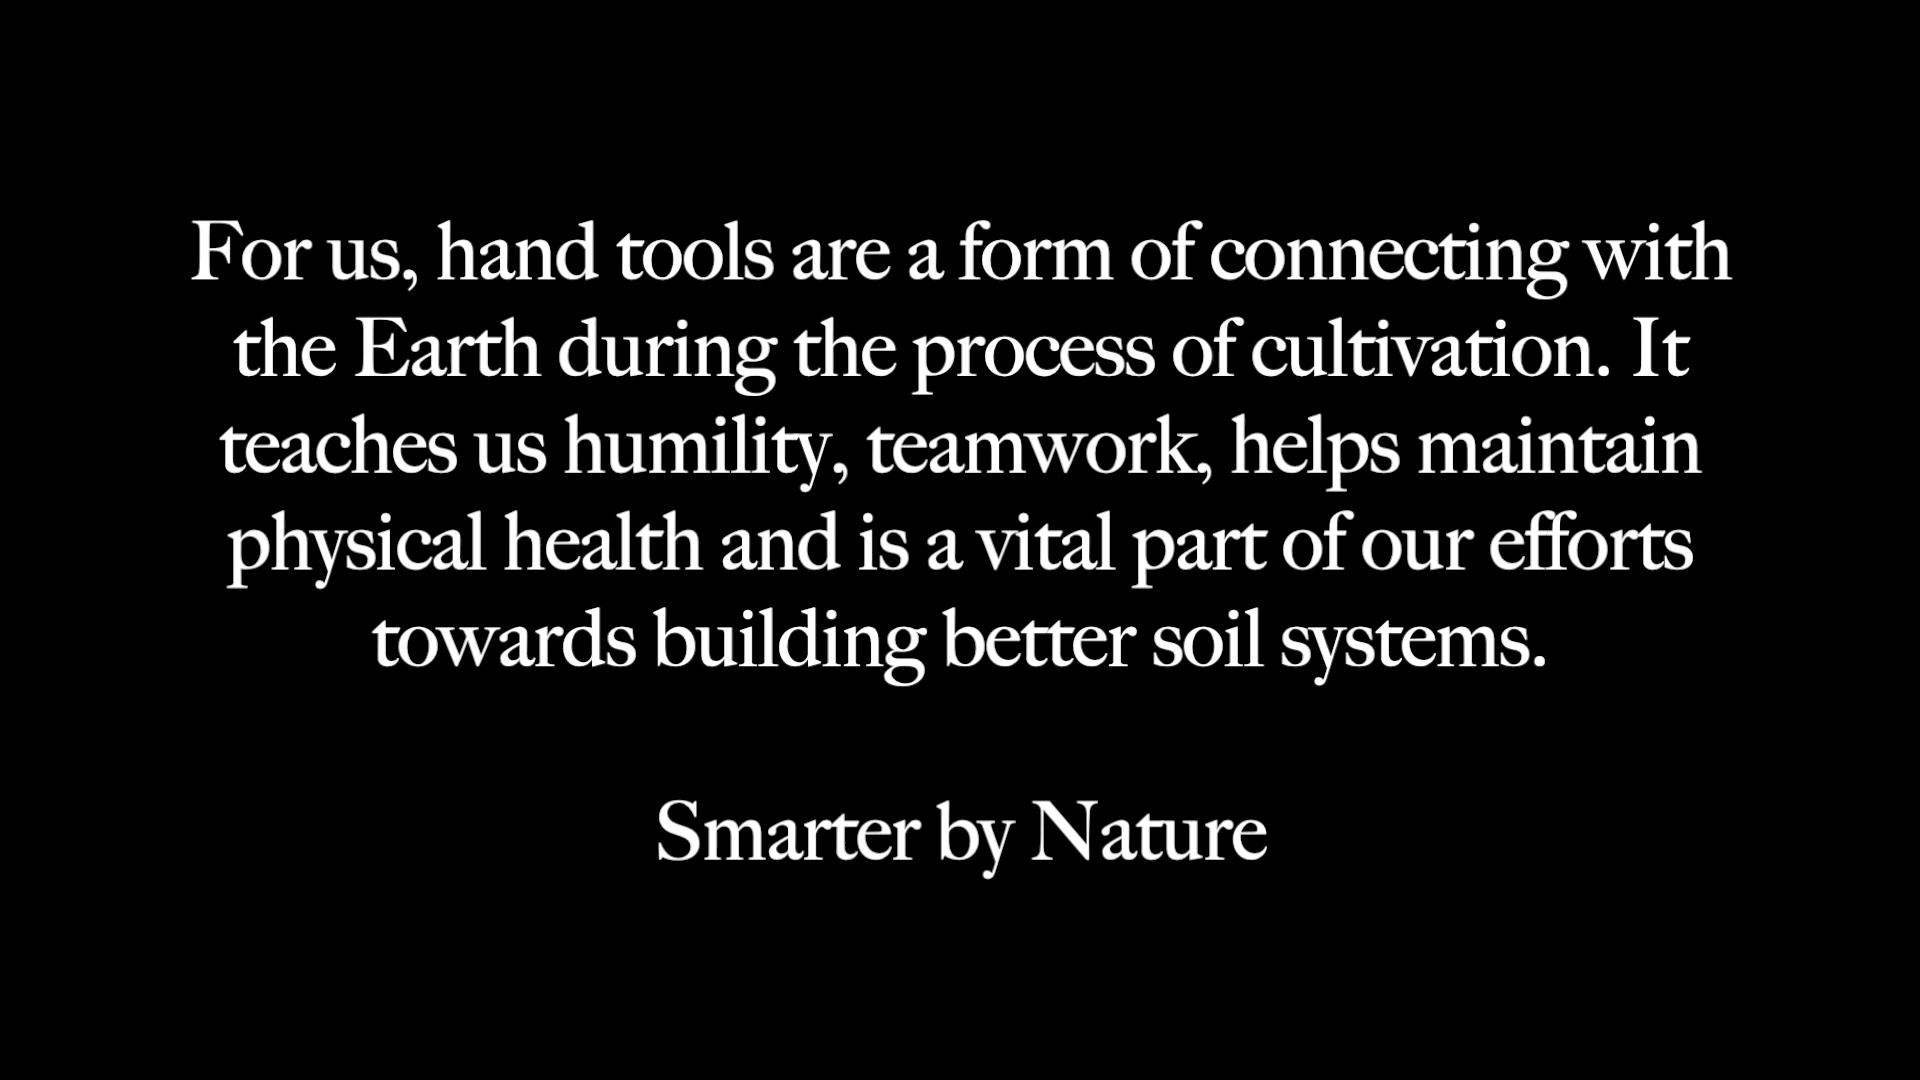 For us, hand tools are a form of connecting with
the Earth during the process of cultivation. It
teaches us humility, teamwork, helps maintain
physical health and is a vital part of our efforts
towards building better soil systems.
Smarter by Nature